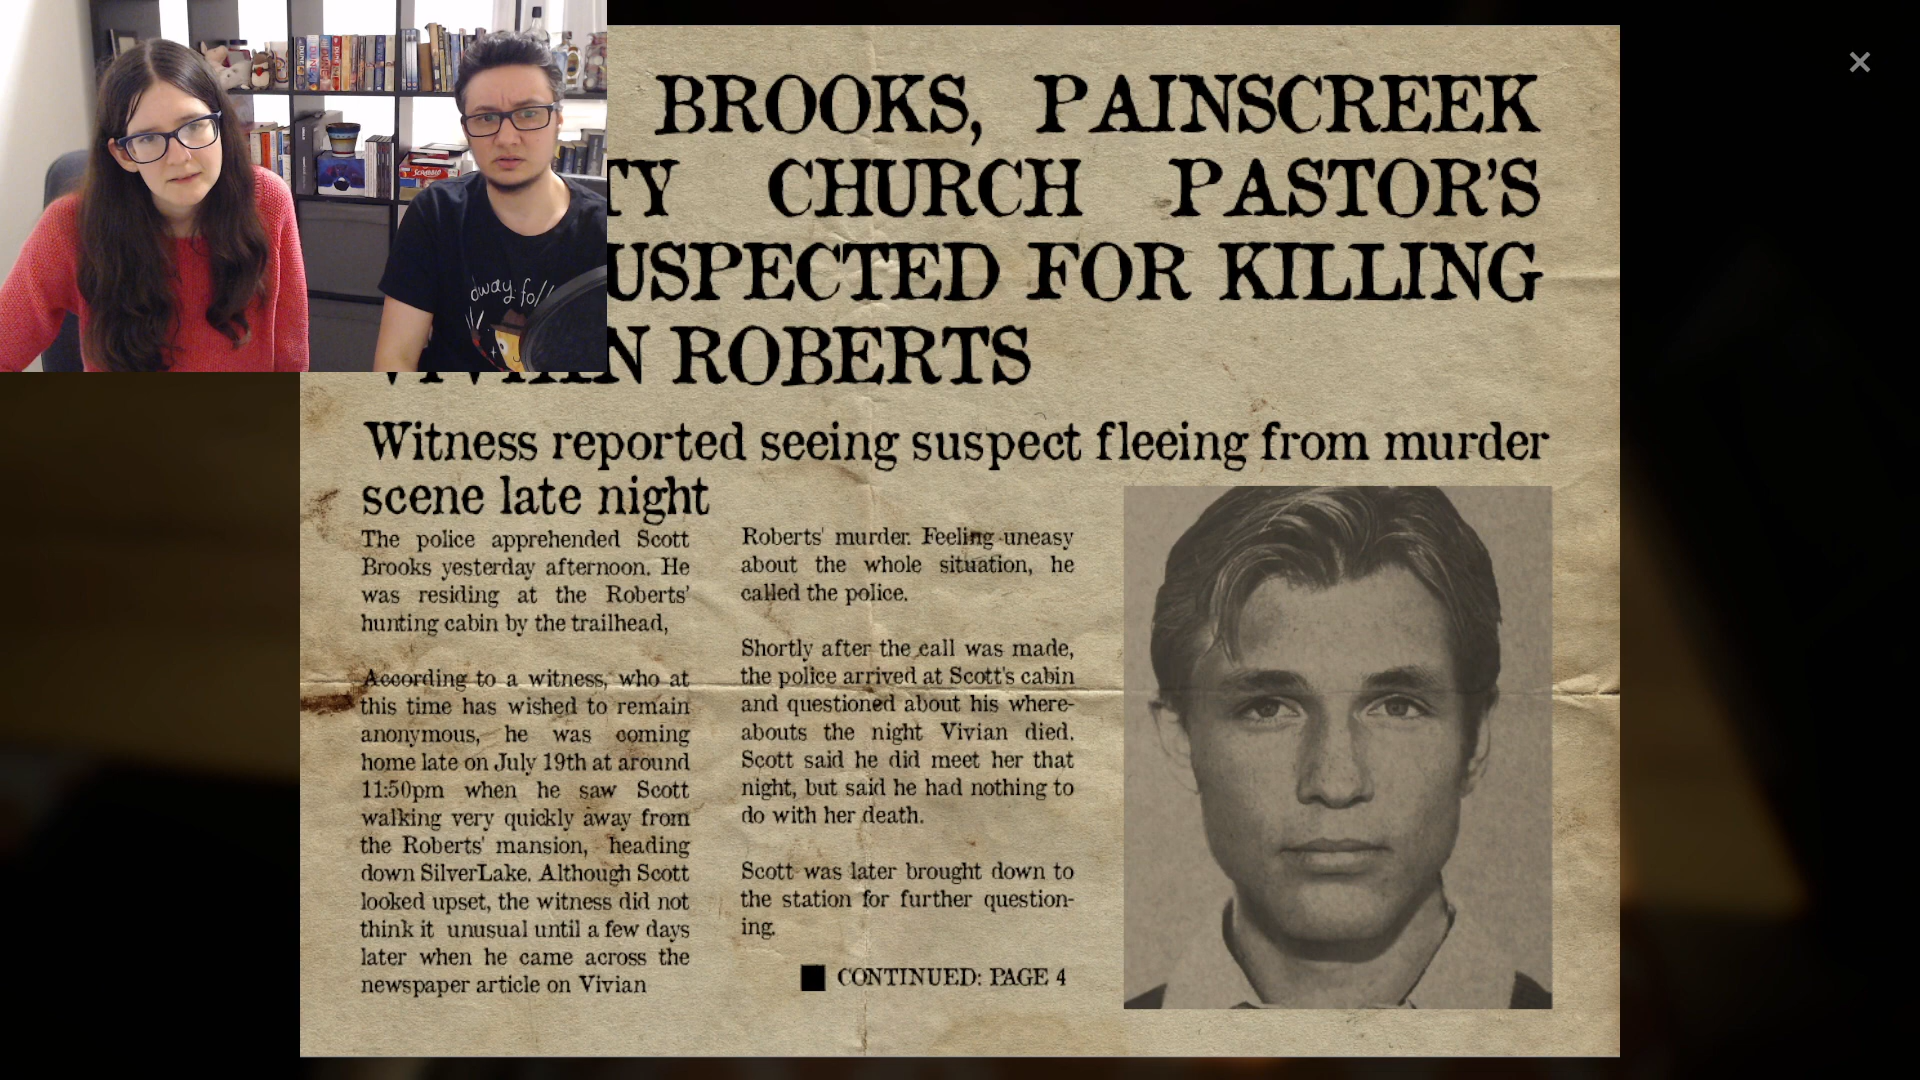 BROOKS, PAINSCREEK
TY CHURCH PASTOR'S
USPECTED FOR KILLING
VIVIAN ROBERTS
Witness reported seeing suspect fleeing from murder
scene late night
The police apprehended Scott
Brooks yesterday afternoon. He
was residing at the Roberts'
hunting cabin by the trailhead,
According to a witness, who at
this time has wished to remain
anonymous, he was coming
home late on July 19th at around
11:50pm when he saw Scott
walking very quickly away from
the Roberts' mansion, heading
down SilverLake. Although Scott
looked upset, the witness did not
think it unusual until a few days
later when he came across the
newspaper article on Vivian
Roberts' murder. Feeling uneasy
about the whole situation, he
called the police.
Shortly after the call was made,
the police arrived at Scott's cabin
and questioned about his where-
abouts the night Vivian died.
Scott said he did meet her that
night, but said he had nothing to
do with her death.
Scott was later brought down to
the station for further question-
ing.
CONTINUED: PAGE 4
away fol
SCRABBLE
DUNE